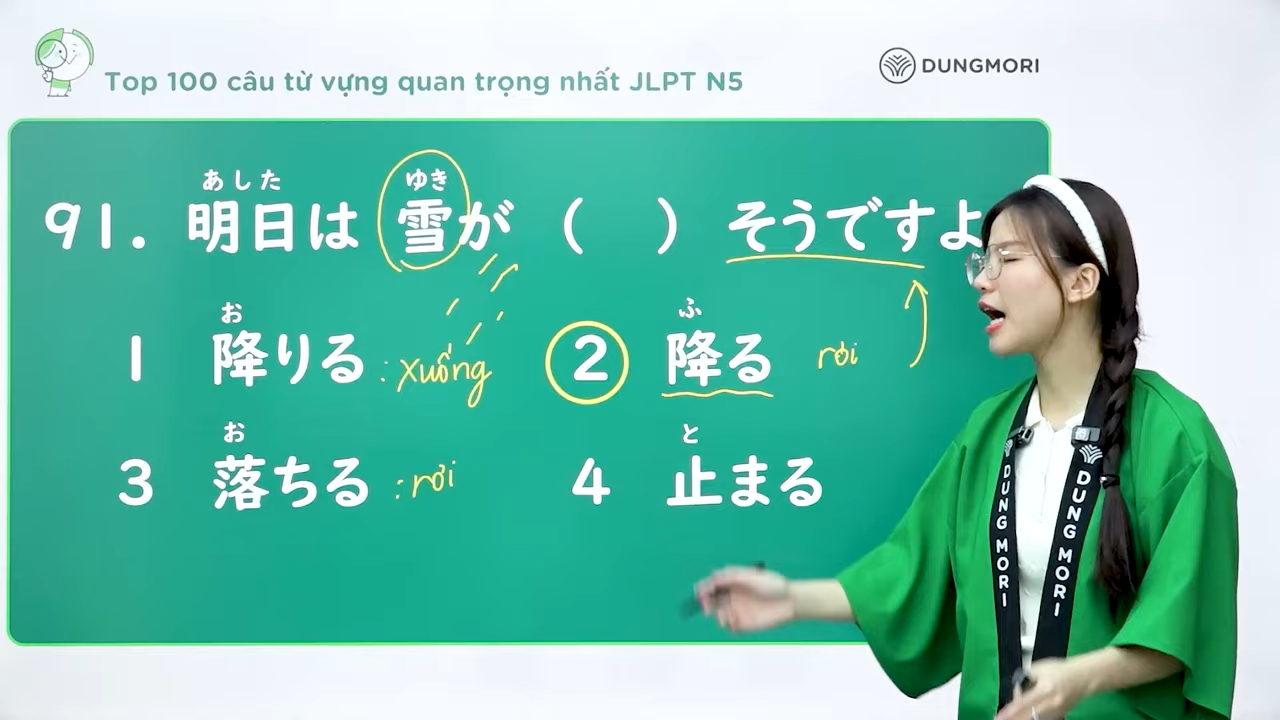 Top 100 câu từ vựng quan trọng nhất JLPT N5
DUNGMORI
あした ゆき
91. 明日は 雪が ( ) そうですよ
お ふ
1 降りる : xuống 2 降る rơi
お と
3 落ちる : rơi 4 止まる
DUNG MORI DUNG MORI